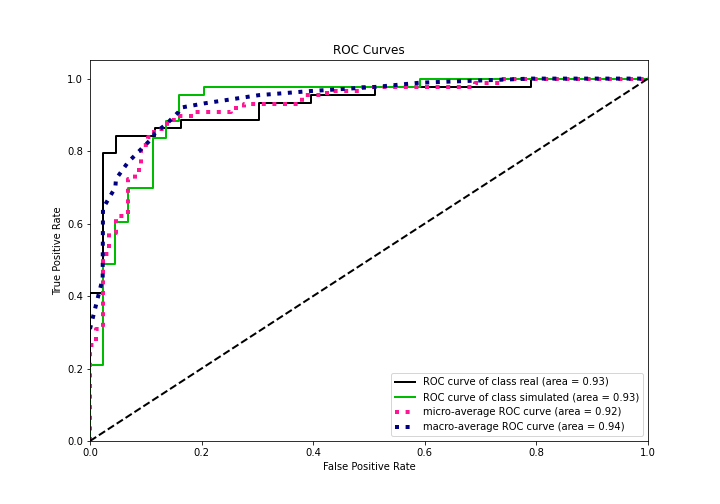 ROC Curves
True Positive Rate
1.0
0.8
0.6
0.4
0.2
0.0
0.0 0.2 0.4 0.6 0.8 1.0
False Positive Rate
ROC curve of class real (area = 0.93)
ROC curve of class simulated (area = 0.93)
micro-average ROC curve (area = 0.92)
macro-average ROC curve (area = 0.94)